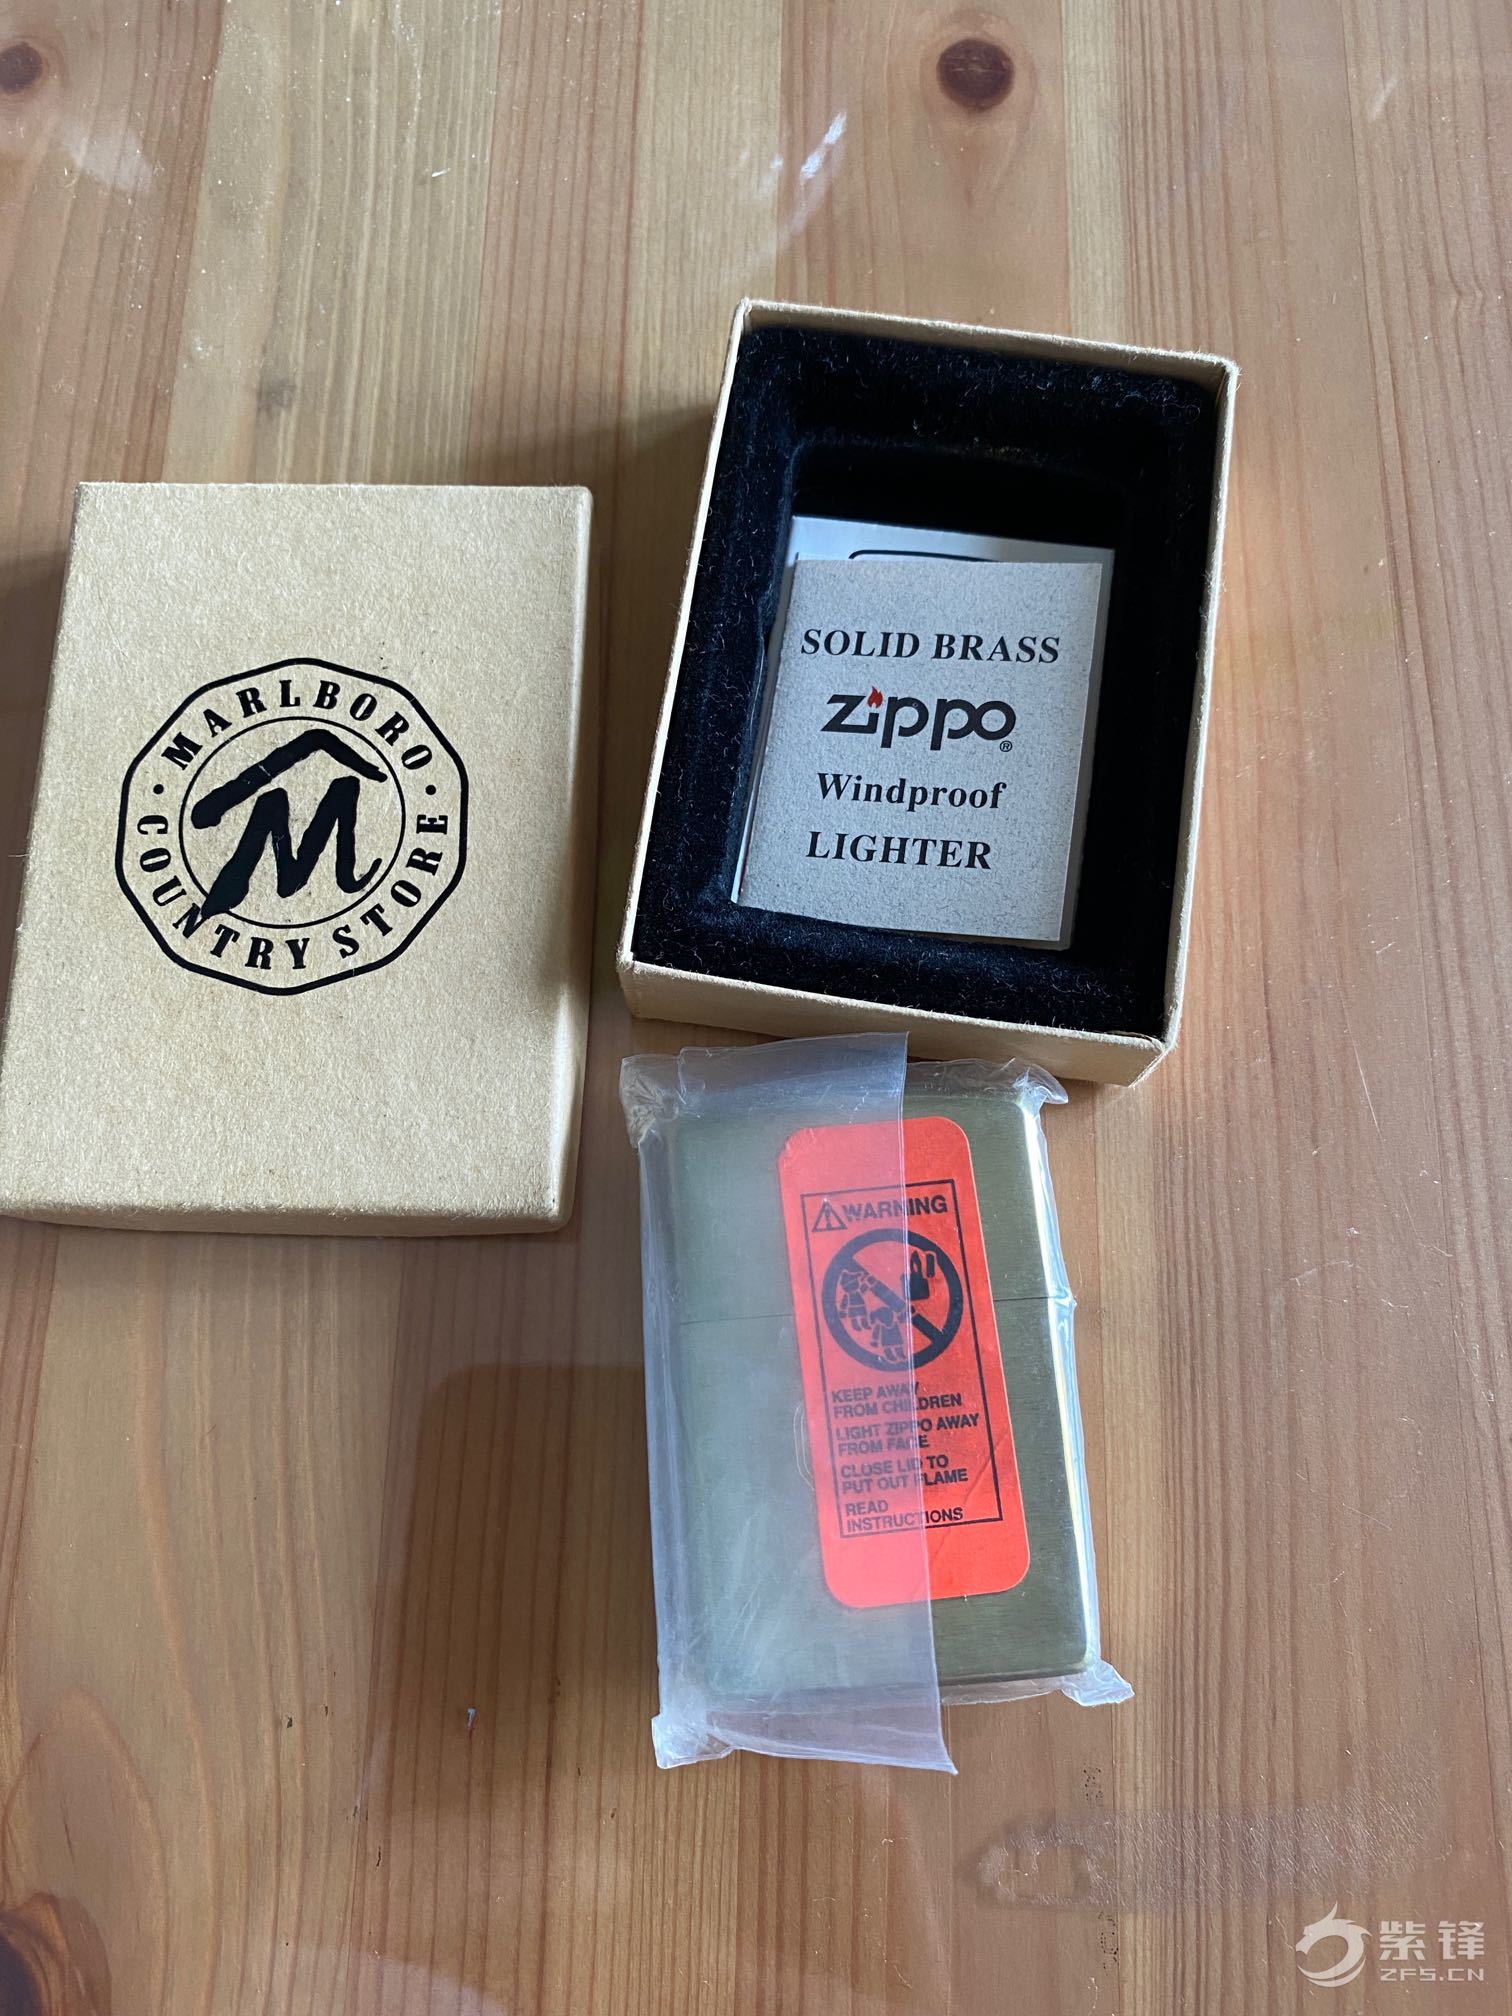 MARLBORO
COUNTRY STORE
M
SOLID BRASS
zippo®
Windproof
LIGHTER
WARNING
KEEP AWAY
FROM CHILDREN
LIGHT ZIPPO AWAY
FROM FACE
CLOSE LID TO
PUT OUT FLAME
READ
INSTRUCTIONS
紫锋
ZFS.CN